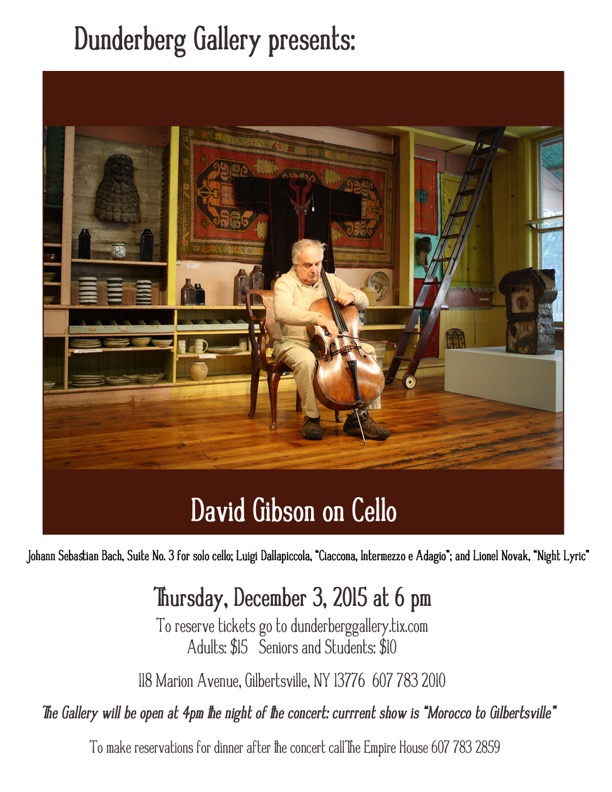 Dunderberg Gallery presents:
David Gibson on Cello
Johann Sebastian Bach, Suite No. 3 for solo cello; Luigi Dallapiccola, “Ciaccona, Intermezzo e Adagio”; and Lionel Novak, “Night Lyric”
Thursday, December 3, 2015 at 6 pm
To reserve tickets go to dunderberggallery.tix.com
Adults: $15 Seniors and Students: $10
118 Marion Avenue, Gilbertsville, NY 13776 607 783 2010
The Gallery will be open at 4pm the night of the concert: currrent show is “Morocco to Gilbertsville”
To make reservations for dinner after the concert callThe Empire House 607 783 2859